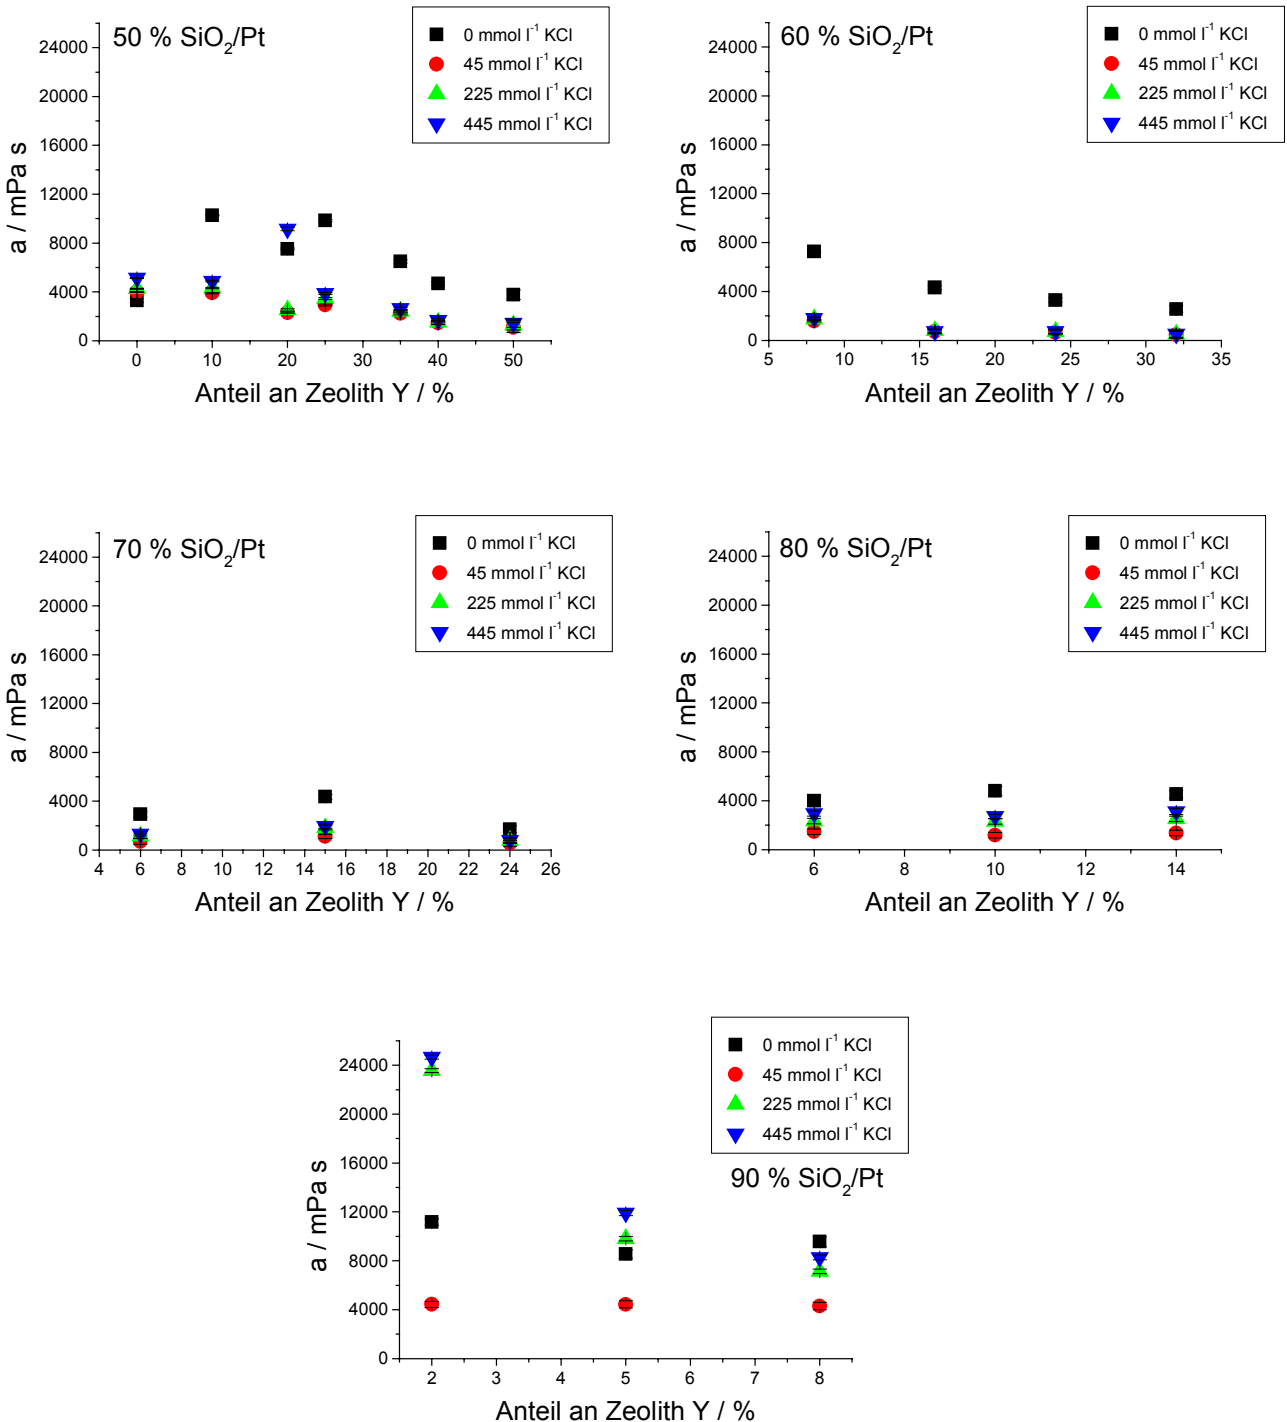 50 % SiO₂/Pt
0 mmol l⁻¹ KCl
45 mmol l⁻¹ KCl
225 mmol l⁻¹ KCl
445 mmol l⁻¹ KCl
a / mPa s
24000
20000
16000
12000
8000
4000
0
0 10 20 30 40 50
Anteil an Zeolith Y / %
60 % SiO₂/Pt
0 mmol l⁻¹ KCl
45 mmol l⁻¹ KCl
225 mmol l⁻¹ KCl
445 mmol l⁻¹ KCl
a / mPa s
24000
20000
16000
12000
8000
4000
0
5 10 15 20 25 30 35
Anteil an Zeolith Y / %
70 % SiO₂/Pt
0 mmol l⁻¹ KCl
45 mmol l⁻¹ KCl
225 mmol l⁻¹ KCl
445 mmol l⁻¹ KCl
a / mPa s
24000
20000
16000
12000
8000
4000
0
4 6 8 10 12 14 16 18 20 22 24 26
Anteil an Zeolith Y / %
80 % SiO₂/Pt
0 mmol l⁻¹ KCl
45 mmol l⁻¹ KCl
225 mmol l⁻¹ KCl
445 mmol l⁻¹ KCl
a / mPa s
24000
20000
16000
12000
8000
4000
0
6 8 10 12 14
Anteil an Zeolith Y / %
0 mmol l⁻¹ KCl
45 mmol l⁻¹ KCl
225 mmol l⁻¹ KCl
445 mmol l⁻¹ KCl
90 % SiO₂/Pt
a / mPa s
24000
20000
16000
12000
8000
4000
0
2 3 4 5 6 7 8
Anteil an Zeolith Y / %